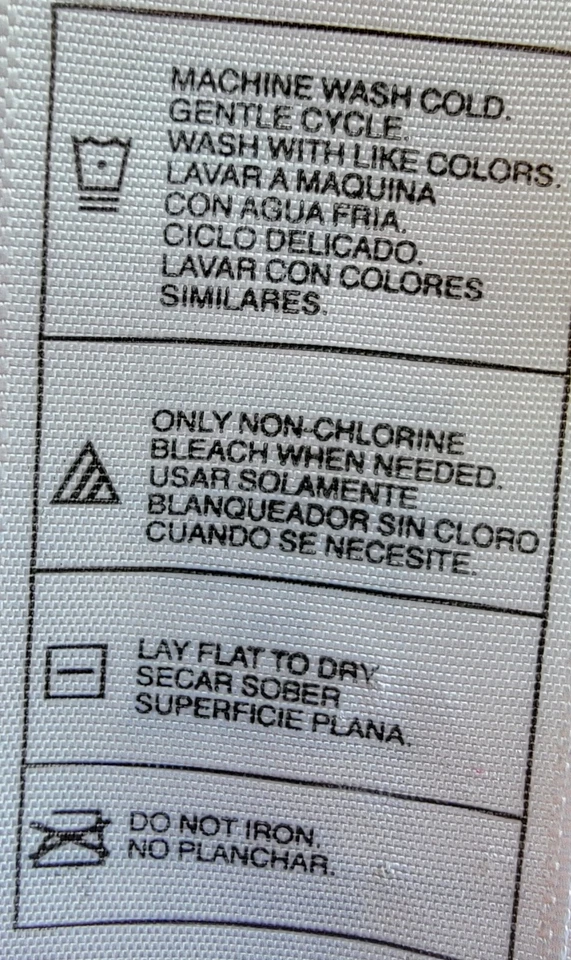 MACHINE WASH COLD.
GENTLE CYCLE.
WASH WITH LIKE COLORS.
LAVAR A MAQUINA
CON AGUA FRIA.
CICLO DELICADO.
LAVAR CON COLORES
SIMILARES.
ONLY NON-CHLORINE
BLEACH WHEN NEEDED.
USAR SOLAMENTE
BLANQUEADOR SIN CLORO
CUANDO SE NECESITE.
LAY FLAT TO DRY
SECAR SOBER
SUPERFICIE PLANA.
DO NOT IRON.
NO PLANCHAR.